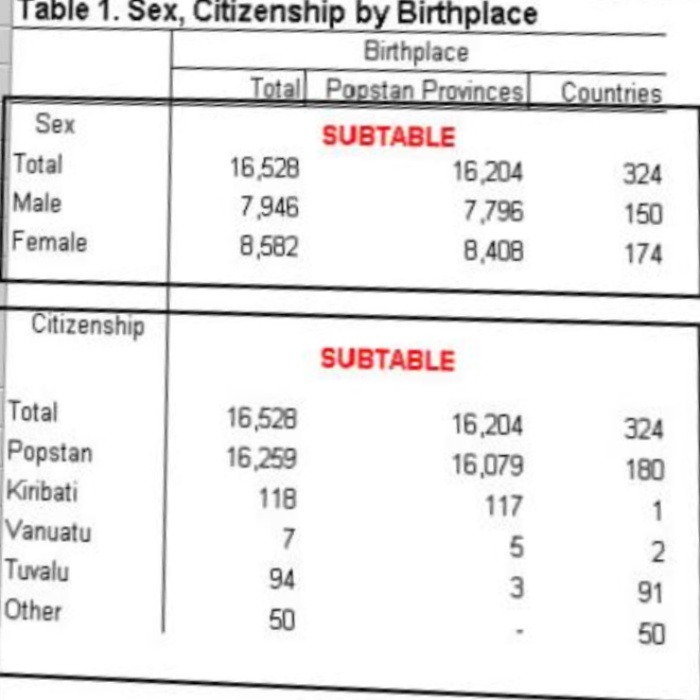 Table 1. Sex, Citizenship by Birthplace
Birthplace
Total Popstan Provinces Countries
Sex SUBTABLE
Total 16,528 16,204 324
Male 7,946 7,796 150
Female 8,582 8,408 174
Citizenship
SUBTABLE
Total 16,528 16,204 324
Popstan 16,259 16,079 180
Kiribati 118 117 1
Vanuatu 7 5 2
Tuvalu 94 3 91
Other 50 - 50